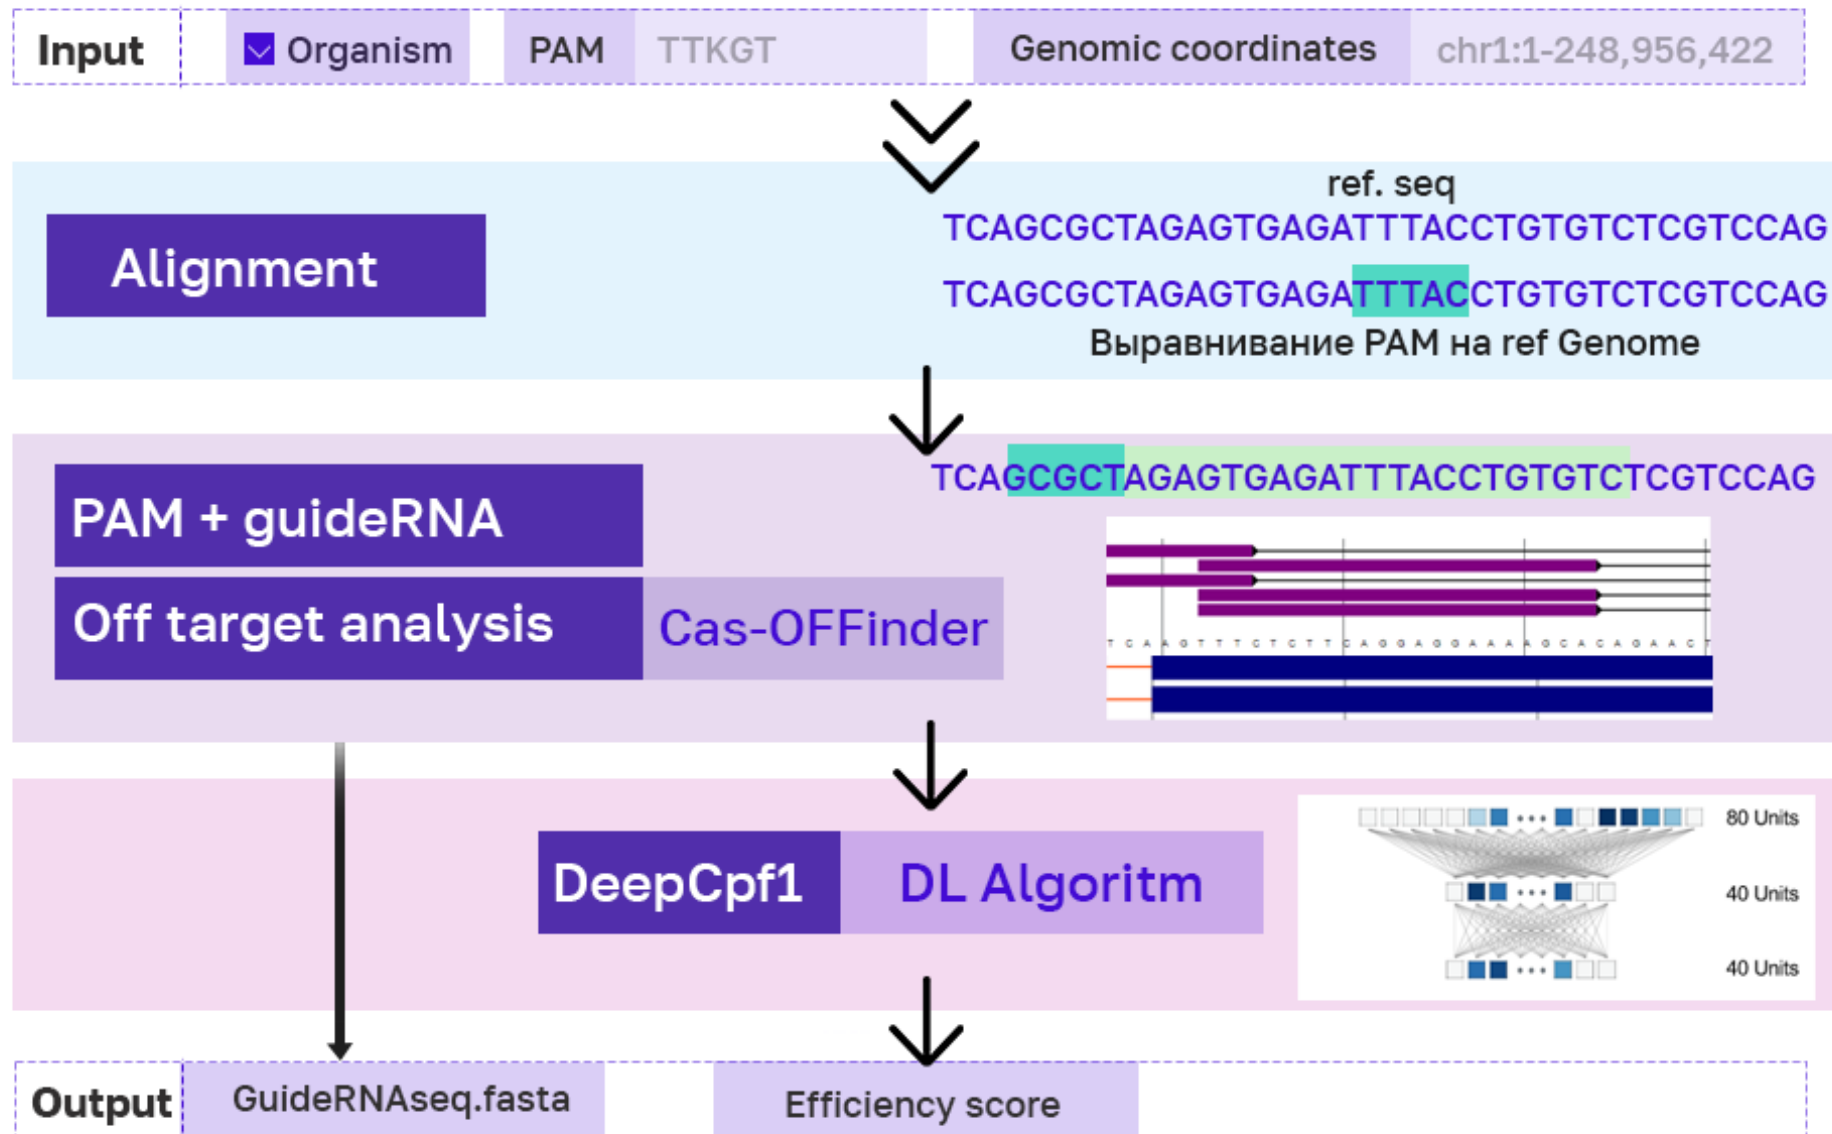 Input Organism PAM TTKGT Genomic coordinates chr1:1-248,956,422
ref. seq
TCAGCGCTAGAGTGAGATTTACCTGTGTCTCGTCCAG
Alignment
TCAGCGCTAGAGTGAGATTTACCTGTGTCTCGTCCAG
Выравнивание PAM на ref Genome
TCAGCGCTAGAGTGAGATTTACCTGTGTCTCGTCCAG
PAM + guideRNA
Off target analysis Cas-OFFinder
T C A A G T T T C T C T T C A G G A G G A A A A G C A C A G A A C T
80 Units
DeepCpf1 DL Algoritm
40 Units
40 Units
Output GuideRNAseq.fasta Efficiency score